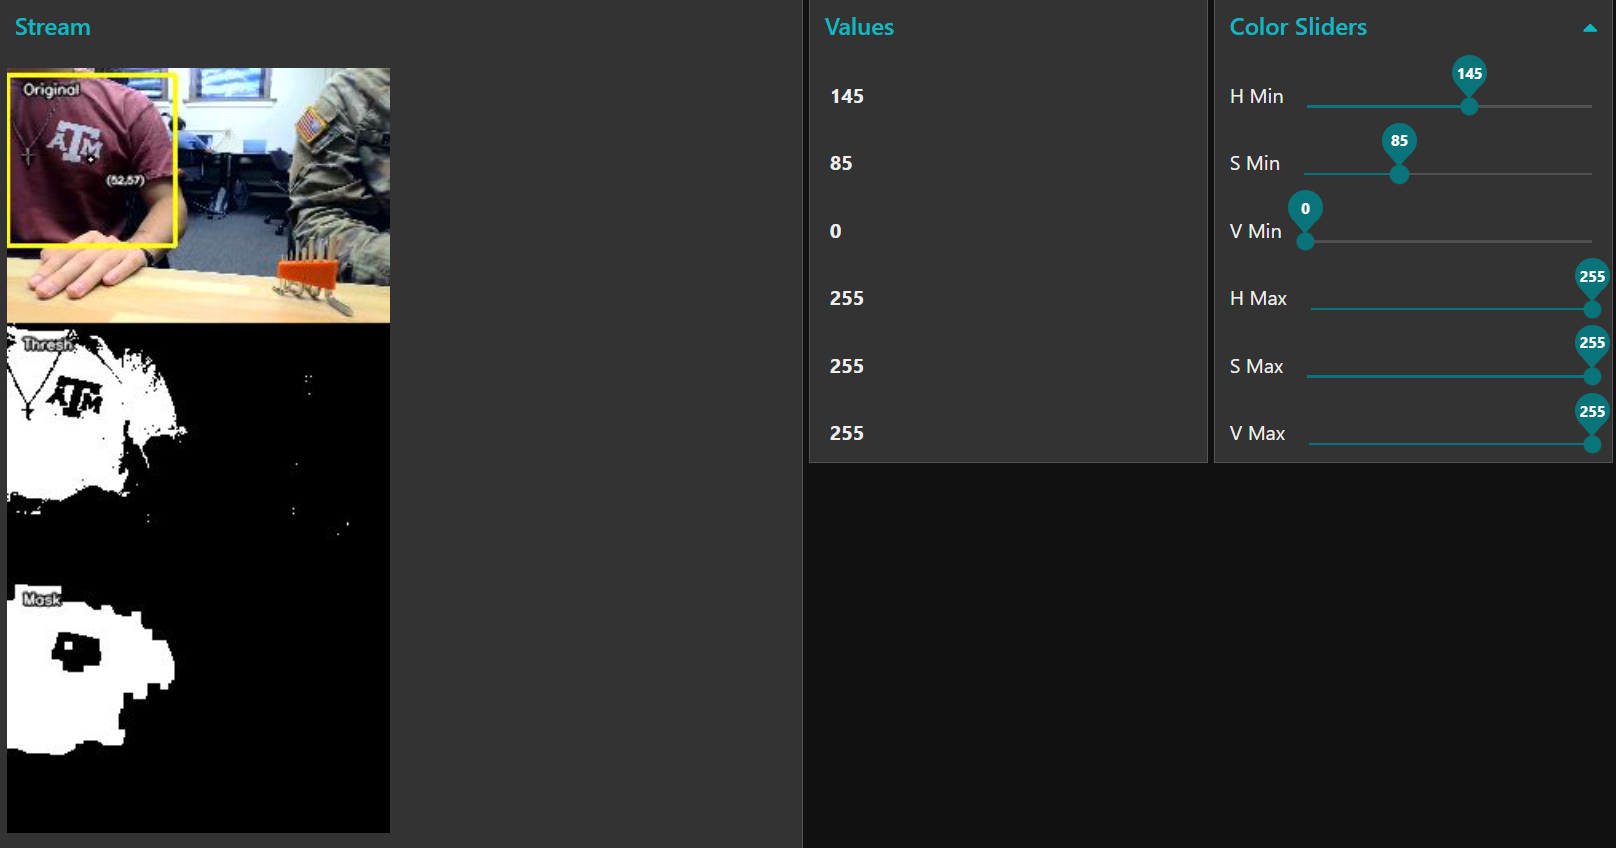 Stream
Original
ATM
(52,57)
Thresh
Mask
Values
145
85
0
255
255
255
Color Sliders
H Min
145
S Min
85
V Min
0
H Max
255
S Max
255
V Max
255